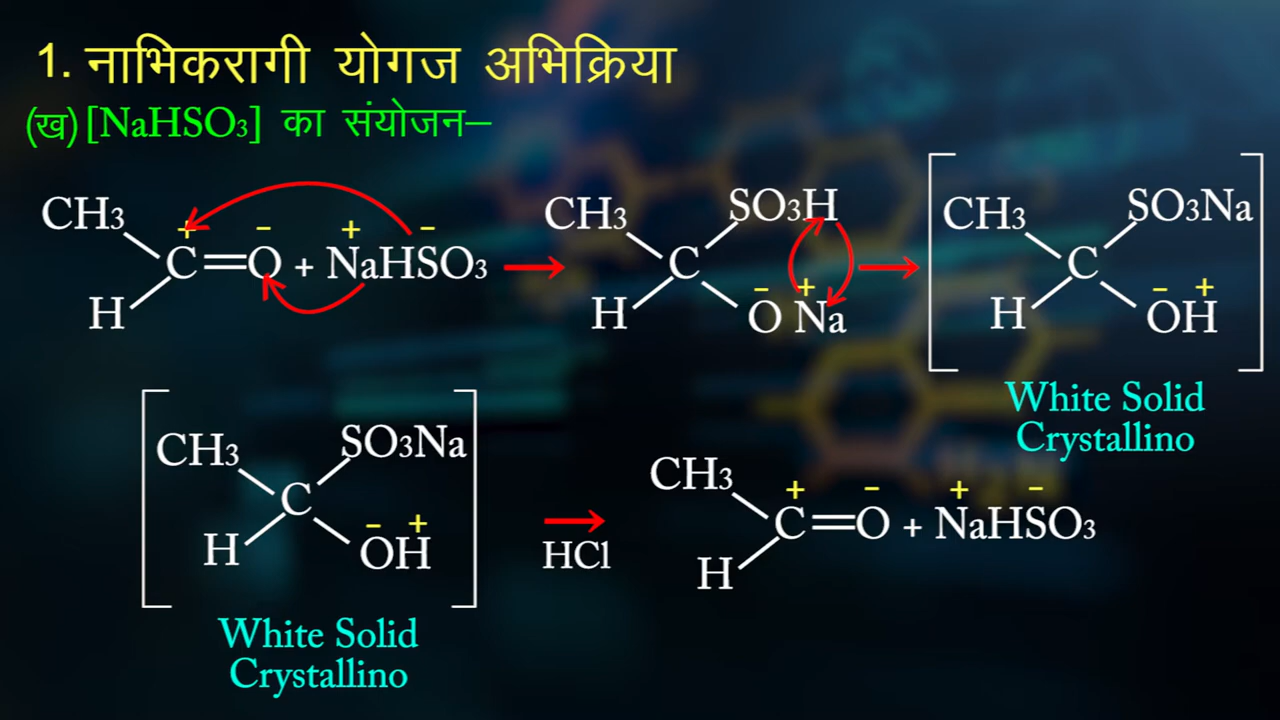 1. नाभिकरागी योगज अभिक्रिया
(ख) [NaHSO3] का संयोजन–
CH3 SO3H CH3 SO3Na
CH3
+ − + −
C=O + NaHSO3 → C → C
H
− +
H O Na
− +
H OH
White Solid
Crystallino
CH3 SO3Na
C
− +
H OH
White Solid
Crystallino
→
HCl
CH3
+ − + −
C=O + NaHSO3
H